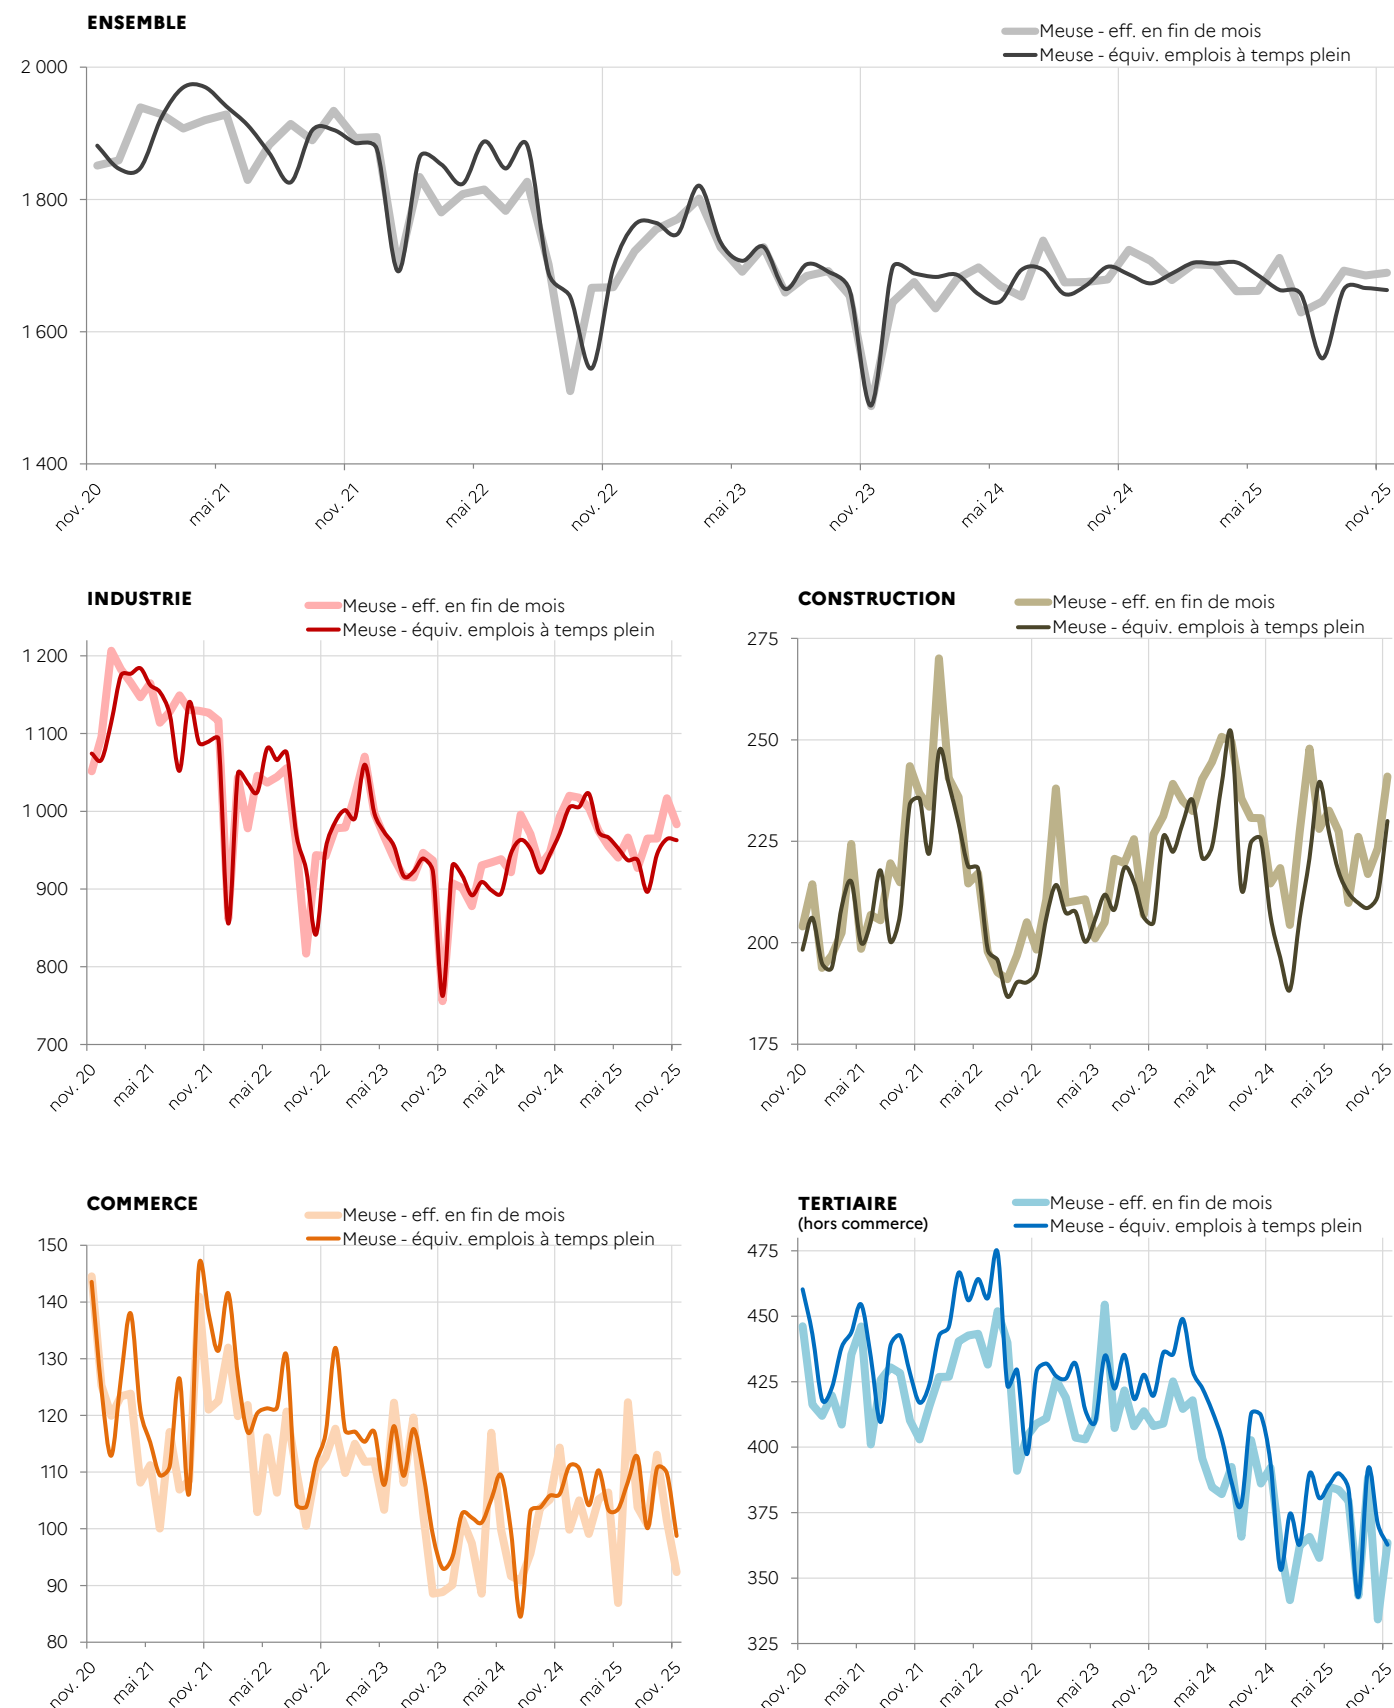 ENSEMBLE
Meuse - eff. en fin de mois
Meuse - équiv. emplois à temps plein
2 000
1 800
1 600
1 400
nov. 20
mai 21
nov. 21
mai 22
nov. 22
mai 23
nov. 23
mai 24
nov. 24
mai 25
nov. 25
INDUSTRIE
Meuse - eff. en fin de mois
Meuse - équiv. emplois à temps plein
1 200
1 100
1 000
900
800
700
nov. 20
mai 21
nov. 21
mai 22
nov. 22
mai 23
nov. 23
mai 24
nov. 24
mai 25
nov. 25
CONSTRUCTION
Meuse - eff. en fin de mois
Meuse - équiv. emplois à temps plein
275
250
225
200
175
nov. 20
mai 21
nov. 21
mai 22
nov. 22
mai 23
nov. 23
mai 24
nov. 24
mai 25
nov. 25
COMMERCE
Meuse - eff. en fin de mois
Meuse - équiv. emplois à temps plein
150
140
130
120
110
100
90
80
nov. 20
mai 21
nov. 21
mai 22
nov. 22
mai 23
nov. 23
mai 24
nov. 24
mai 25
nov. 25
TERTIAIRE
(hors commerce)
Meuse - eff. en fin de mois
Meuse - équiv. emplois à temps plein
475
450
425
400
375
350
325
nov. 20
mai 21
nov. 21
mai 22
nov. 22
mai 23
nov. 23
mai 24
nov. 24
mai 25
nov. 25